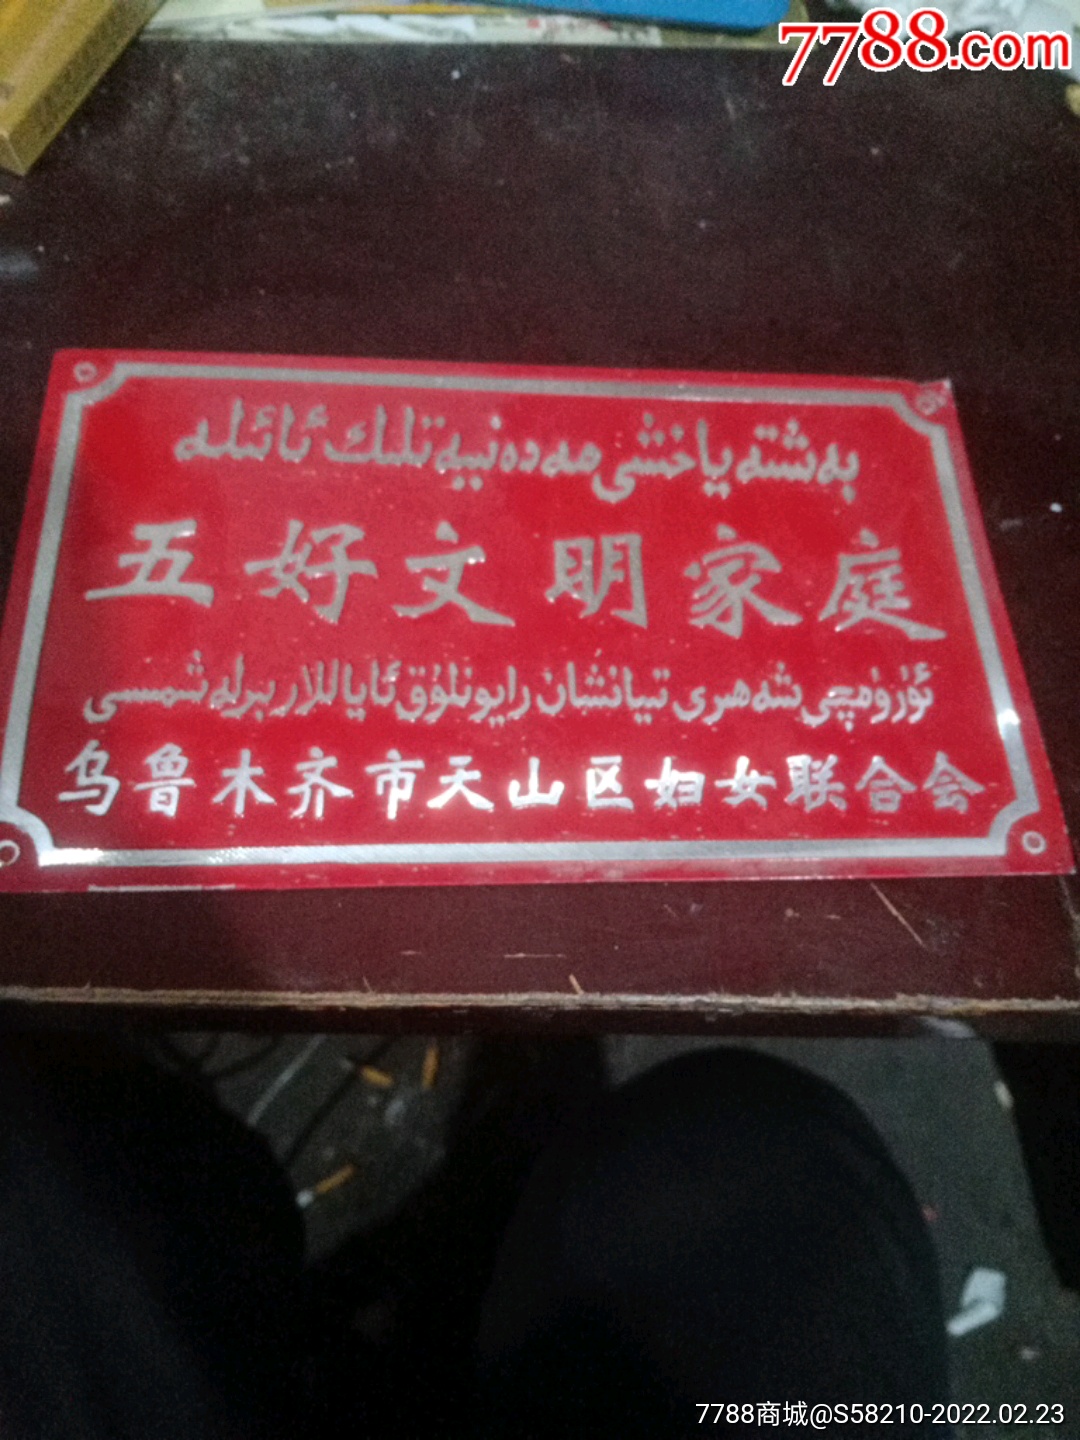 7788.com
بەشتە ياخشى مەدەنىيەتلىك ئائىلە
五好文明家庭
ئۈرۈمچى شەھىرى تيانشان رايونلۇق ئاياللار بىرلەشمىسى
乌鲁木齐市天山区妇女联合会
7788商城@S58210-2022.02.23